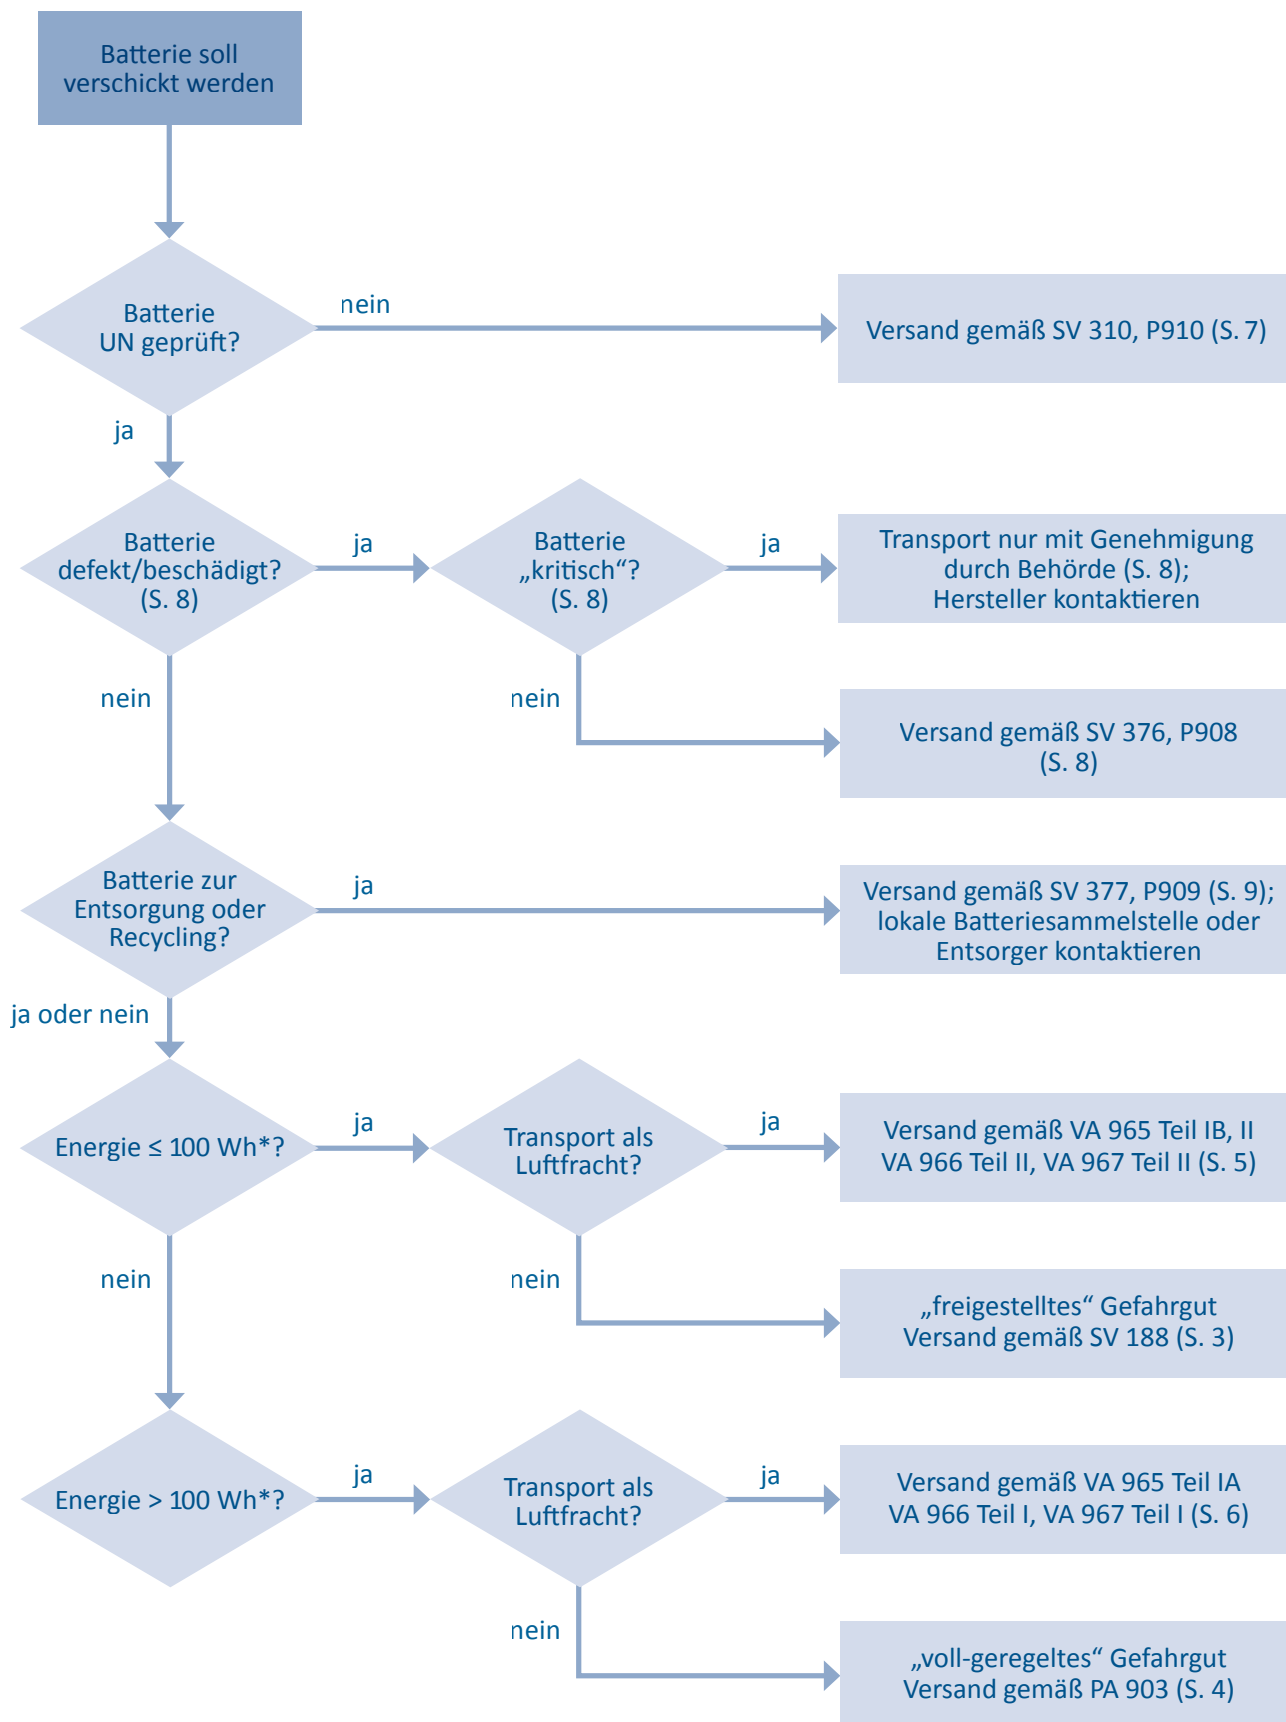 Batterie soll
verschickt werden
Batterie
UN geprüft?
nein
Versand gemäß SV 310, P910 (S. 7)
ja
Batterie
defekt/beschädigt?
(S. 8)
ja
Batterie
„kritisch“?
(S. 8)
ja
Transport nur mit Genehmigung
durch Behörde (S. 8);
Hersteller kontaktieren
nein
nein
Versand gemäß SV 376, P908
(S. 8)
Batterie zur
Entsorgung oder
Recycling?
ja
Versand gemäß SV 377, P909 (S. 9);
lokale Batteriesammelstelle oder
Entsorger kontaktieren
ja oder nein
Energie ≤ 100 Wh*?
ja
Transport als
Luftfracht?
ja
Versand gemäß VA 965 Teil IB, II
VA 966 Teil II, VA 967 Teil II (S. 5)
nein
nein
„freigestelltes“ Gefahrgut
Versand gemäß SV 188 (S. 3)
Energie > 100 Wh*?
ja
Transport als
Luftfracht?
ja
Versand gemäß VA 965 Teil IA
VA 966 Teil I, VA 967 Teil I (S. 6)
nein
„voll-geregeltes“ Gefahrgut
Versand gemäß PA 903 (S. 4)